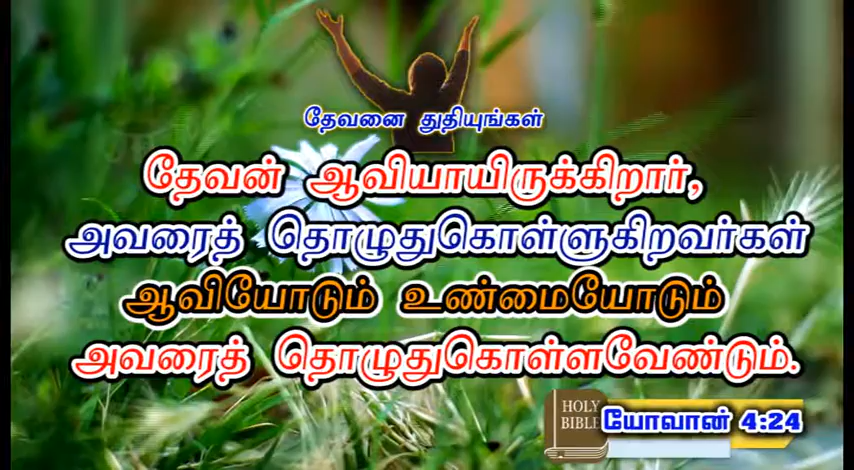 தேவனை துதியுங்கள்
தேவன் ஆவியாயிருக்கிறார்,
அவரைத் தொழுதுகொள்ளுகிறவர்கள்
ஆவியோடும் உண்மையோடும்
அவரைத் தொழுதுகொள்ளவேண்டும்.
HOLY
BIBLE
யோவான் 4:24